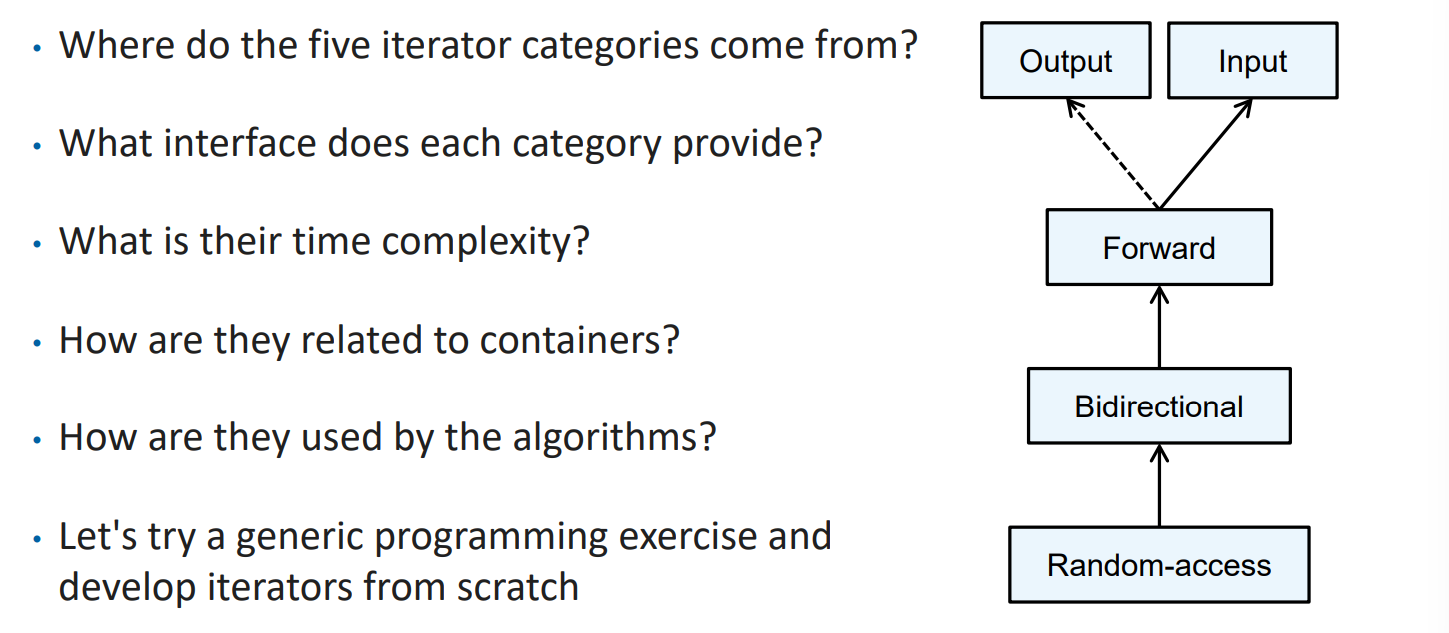 • Where do the five iterator categories come from?
• What interface does each category provide?
• What is their time complexity?
• How are they related to containers?
• How are they used by the algorithms?
• Let's try a generic programming exercise and
develop iterators from scratch
Output
Input
Forward
Bidirectional
Random-access